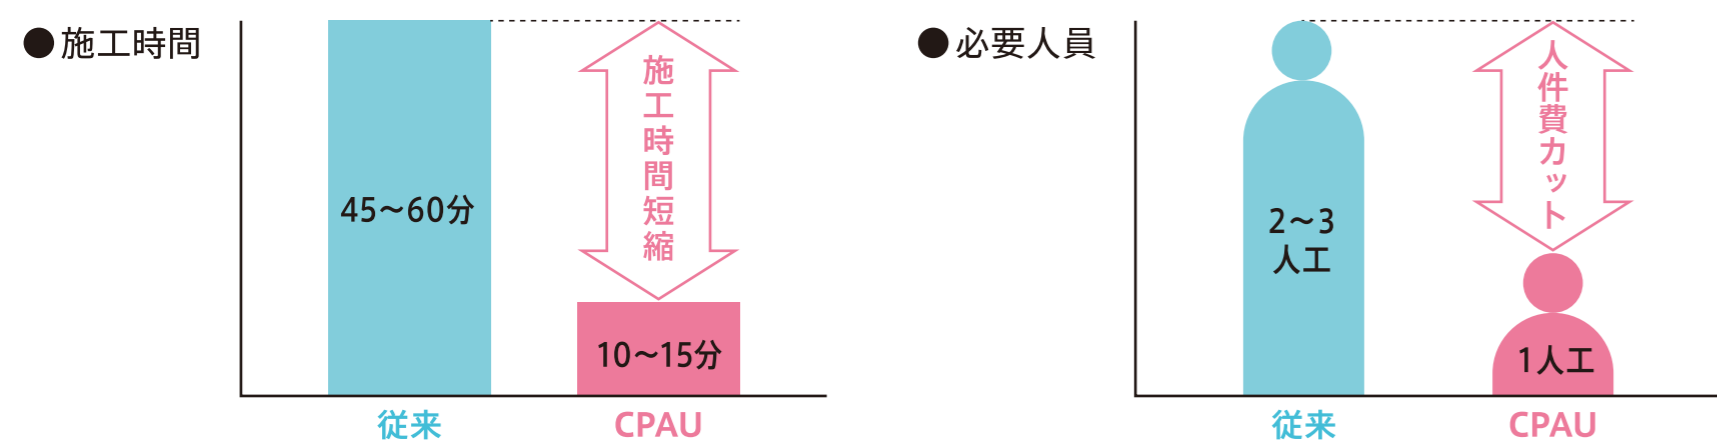 ●施工時間
45〜60分
施工時間短縮
10〜15分
従来
CPAU
●必要人員
2〜3
人工
人件費カット
1人工
従来
CPAU